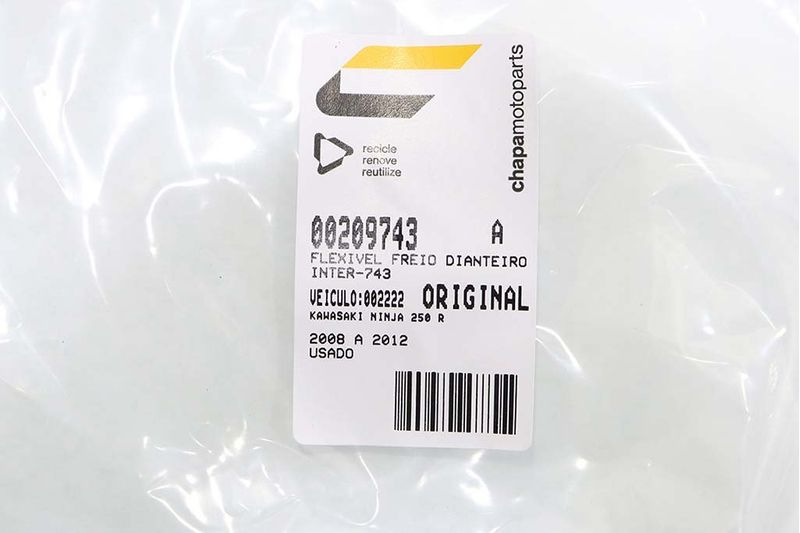 chapamotoparts
recicle
renove
reutilize
00209743 A
FLEXIVEL FREIO DIANTEIRO
INTER-743
VEICULO:002222 ORIGINAL
KAWASAKI NINJA 250 R
2008 A 2012
USADO